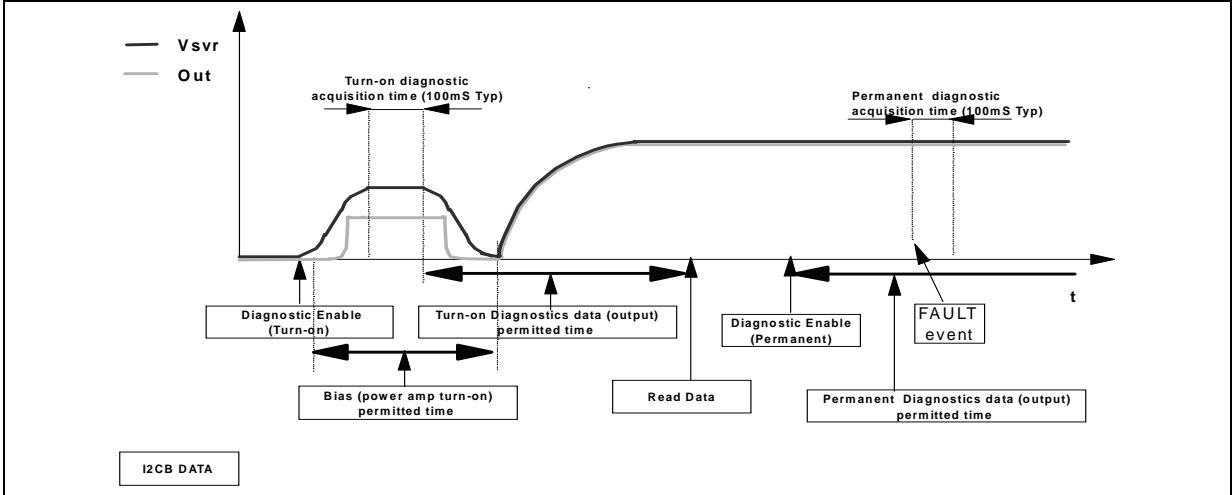 Vsvr
Out
Turn-on diagnostic
acquisition time (100mS Typ)
Permanent diagnostic
acquisition time (100mS Typ)
t
Diagnostic Enable
(Turn-on)
Turn-on Diagnostics data (output)
permitted time
Diagnostic Enable
(Permanent)
FAULT
event
Bias (power amp turn-on)
permitted time
Read Data
Permanent Diagnostics data (output)
permitted time
I2CB DATA